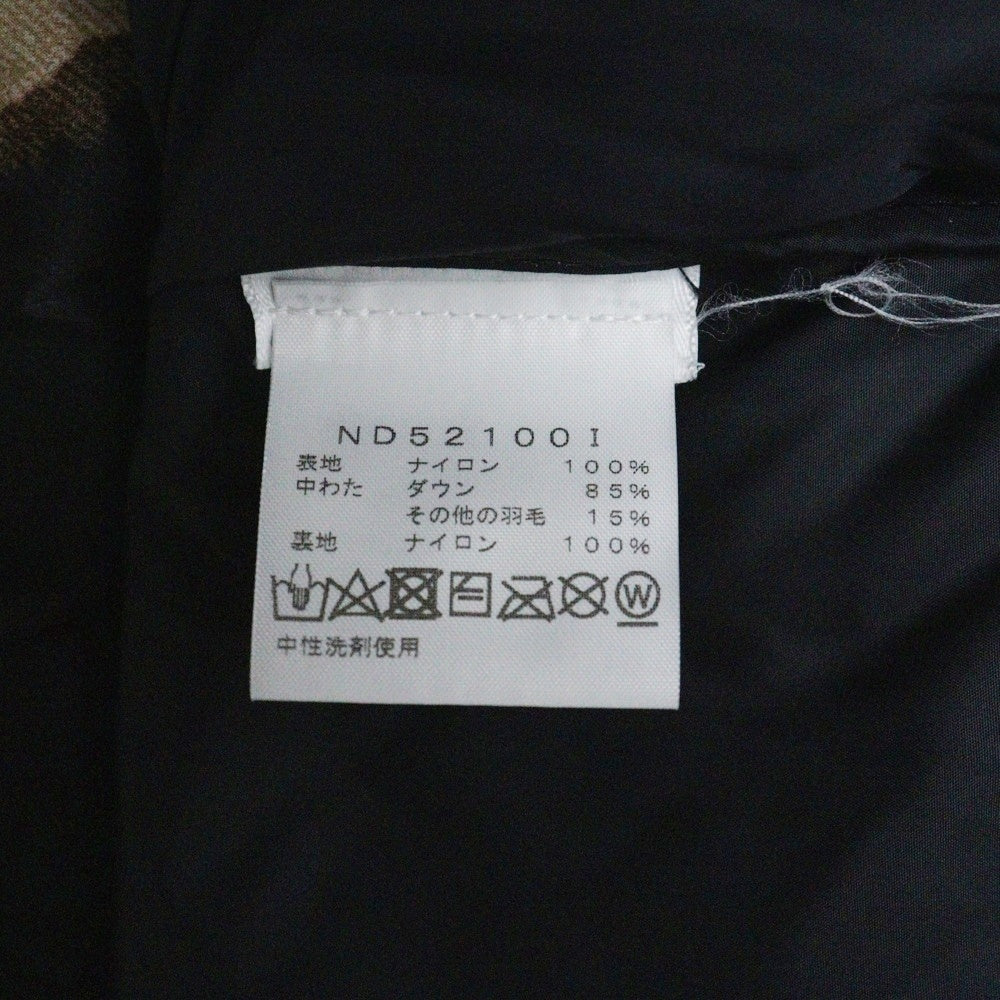 ND52100I
表地 ナイロン 100%
中わた ダウン 85%
その他の羽毛 15%
裏地 ナイロン 100%
W
中性洗剤使用